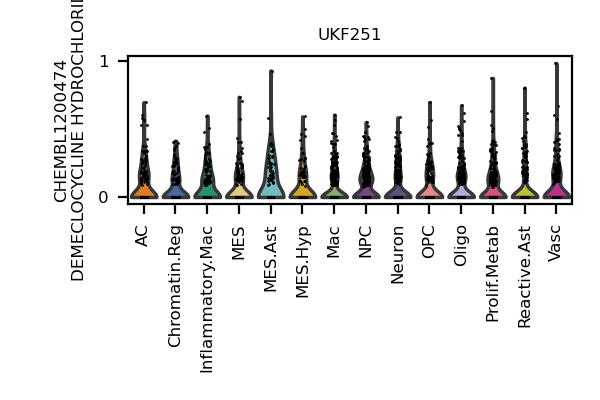 UKF251
CHEMBL1200474
DEMECLOCYCLINE HYDROCHLORI
1
0
AC
Chromatin.Reg
Inflammatory.Mac
MES
MES.Ast
MES.Hyp
Mac
NPC
Neuron
OPC
Oligo
Prolif.Metab
Reactive.Ast
Vasc